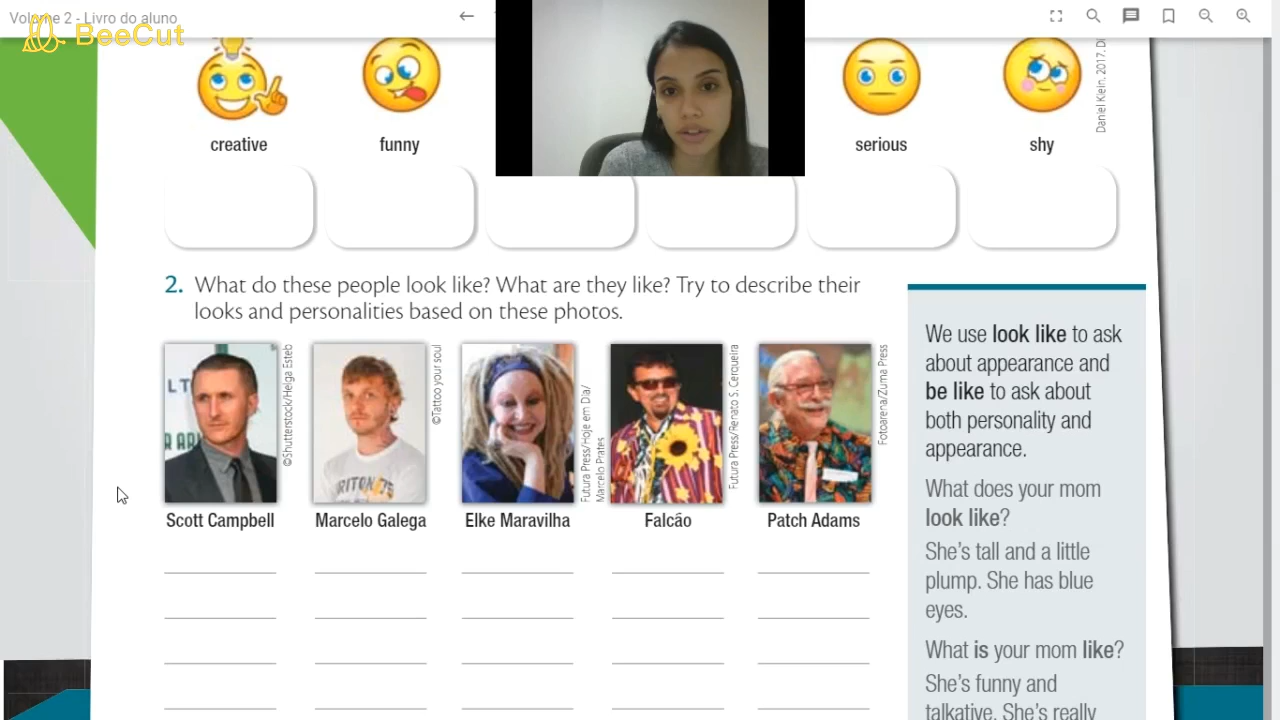 Volume 2 - Livro do aluno
BeeCut
creative
funny
serious
shy
Daniel Klein. 2017. Di
2. What do these people look like? What are they like? Try to describe their
looks and personalities based on these photos.
©Shutterstock/Helga Esteb
©Tattoo your soul
Futura Press/Hoje em Dia/
Marcelo Prates
Futura Press/Renato S. Cerqueira
Fotoarena/Zuma Press
Scott Campbell
Marcelo Galega
Elke Maravilha
Falcão
Patch Adams
We use look like to ask
about appearance and
be like to ask about
both personality and
appearance.
What does your mom
look like?
She's tall and a little
plump. She has blue
eyes.
What is your mom like?
She's funny and
talkative. She's really